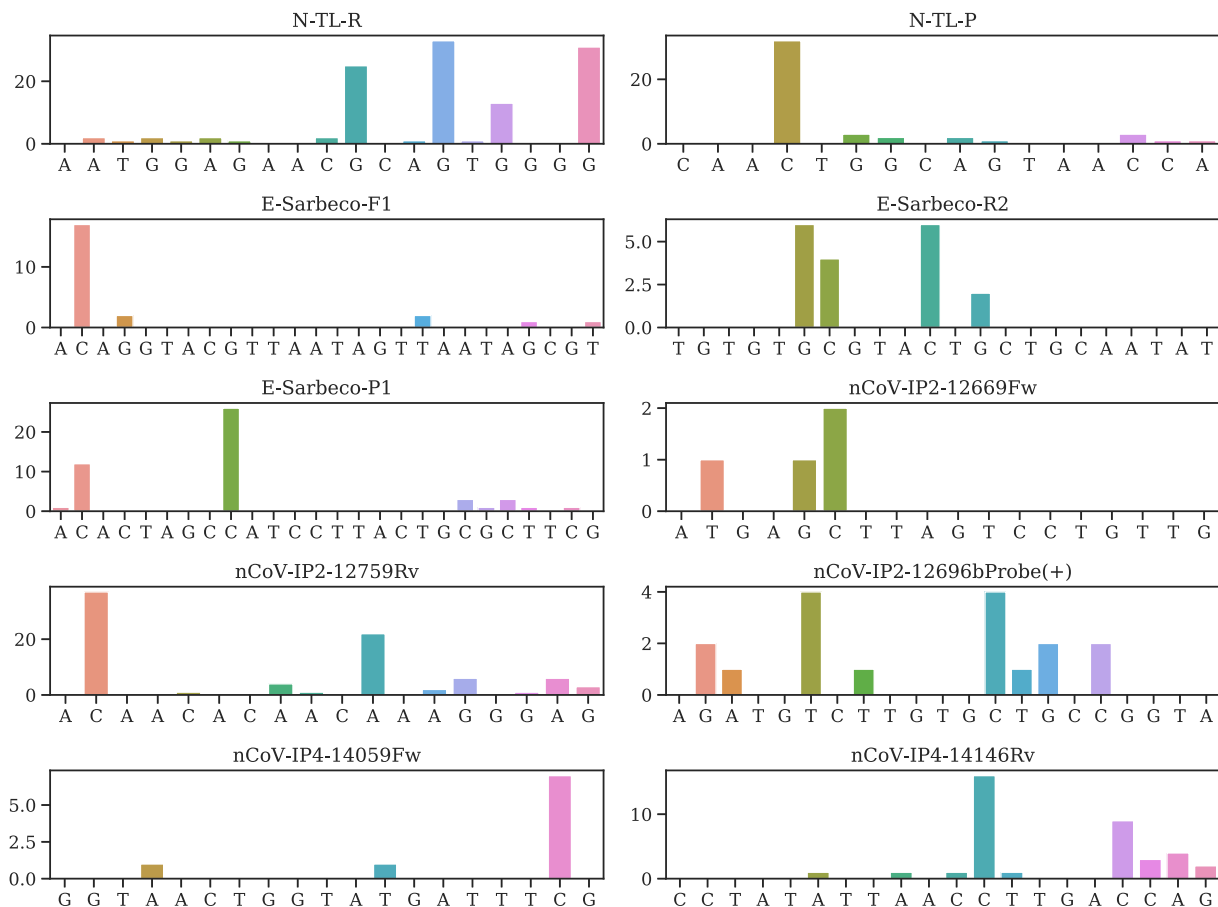 N-TL-R
20
0
A A T G G A G A A C G C A G T G G G G
N-TL-P
20
0
C A A C T G G C A G T A A C C A
E-Sarbeco-F1
10
0
A C A G G T A C G T T A A T A G T T A A T A G C G T
E-Sarbeco-R2
5.0
2.5
0.0
T G T G T G C G T A C T G C T G C A A T A T
E-Sarbeco-P1
20
10
0
A C A C T A G C C A T C C T T A C T G C G C T T C G
nCoV-IP2-12669Fw
2
1
0
A T G A G C T T A G T C C T G T T G
nCoV-IP2-12759Rv
20
0
A C A A C A C A A C A A A G G G A G
nCoV-IP2-12696bProbe(+)
4
2
0
A G A T G T C T T G T G C T G C C G G T A
nCoV-IP4-14059Fw
5.0
2.5
0.0
G G T A A C T G G T A T G A T T T C G
nCoV-IP4-14146Rv
10
0
C C T A T A T T A A C C T T G A C C A G